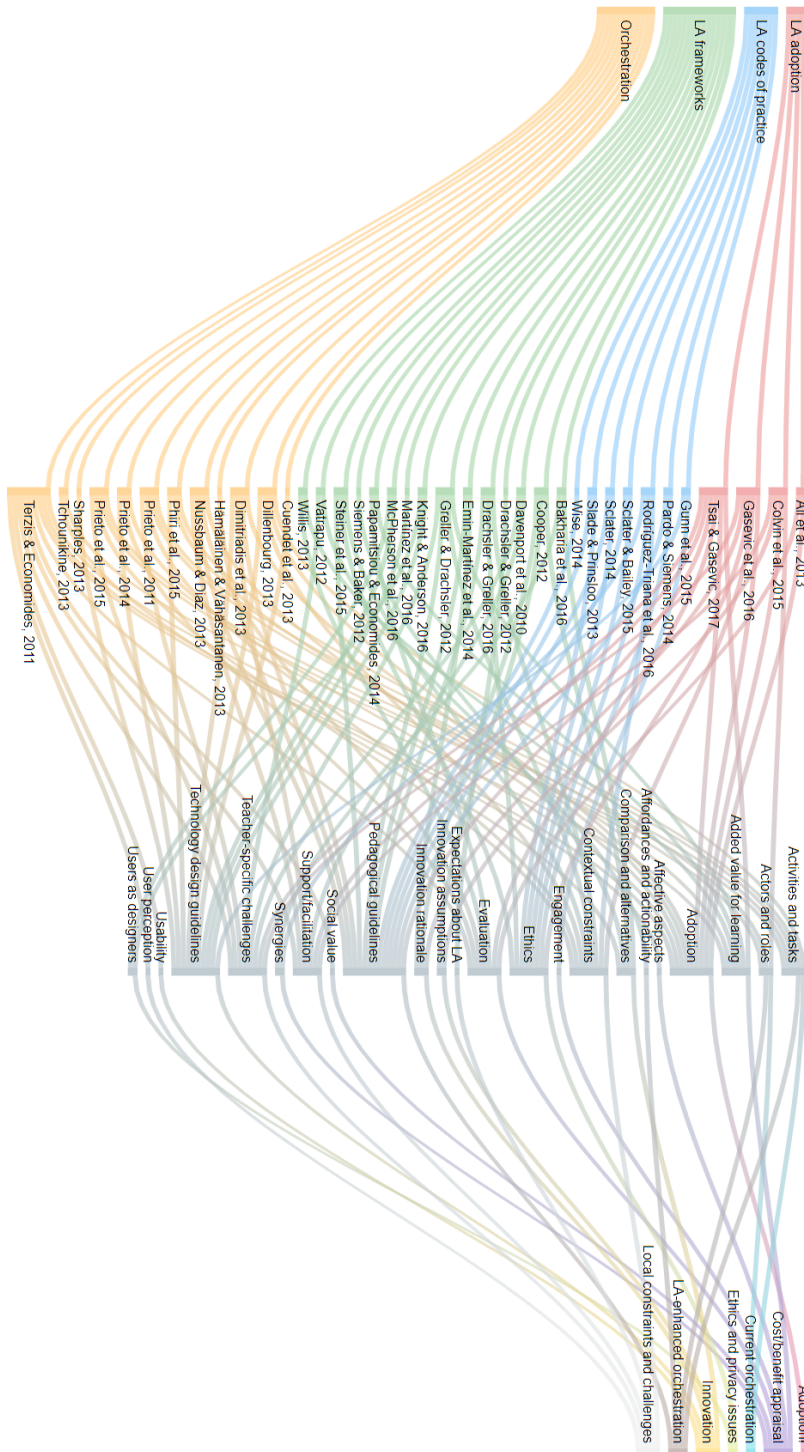 LA adoption
LA codes of practice
LA frameworks
Orchestration
Ali et al., 2013
Colvin et al., 2015
Gasevic et al., 2016
Tsai & Gasevic, 2017
Gunn et al., 2015
Pardo & Siemens, 2014
Rodriguez-Triana et al., 2016
Sclater & Bailey, 2015
Sclater, 2014
Slade & Prinsloo, 2013
Wise, 2014
Bakharia et al., 2016
Cooper, 2012
Davenport et al., 2010
Drachsler & Greller, 2012
Drachsler & Greller, 2016
Emin-Martinez et al., 2014
Greller & Drachsler, 2012
Knight & Anderson, 2016
Martinez et al., 2016
McPherson et al., 2016
Papamitsiou & Economides, 2014
Siemens & Baker, 2012
Steiner et al., 2015
Vatrapu, 2012
Willis, 2013
Cuendet et al., 2013
Dillenbourg, 2013
Dimitriadis et al., 2013
Hämäläinen & Vähäsantanen, 2013
Nussbaum & Diaz, 2013
Phiri et al., 2015
Prieto et al., 2011
Prieto et al., 2014
Prieto et al., 2015
Sharples, 2013
Tchounikine, 2013
Terzis & Economides, 2011
Activities and tasks
Actors and roles
Added value for learning
Adoption
Affective aspects
Affordances and actionability
Comparison and alternatives
Contextual constraints
Engagement
Ethics
Evaluation
Expectations about LA
Innovation assumptions
Innovation rationale
Pedagogical guidelines
Social value
Support/facilitation
Synergies
Teacher-specific challenges
Technology design guidelines
Usability
User perception
Users as designers
Adoption
Cost/benefit appraisal
Current orchestration
Ethics and privacy issues
Innovation
LA-enhanced orchestration
Local constraints and challenges